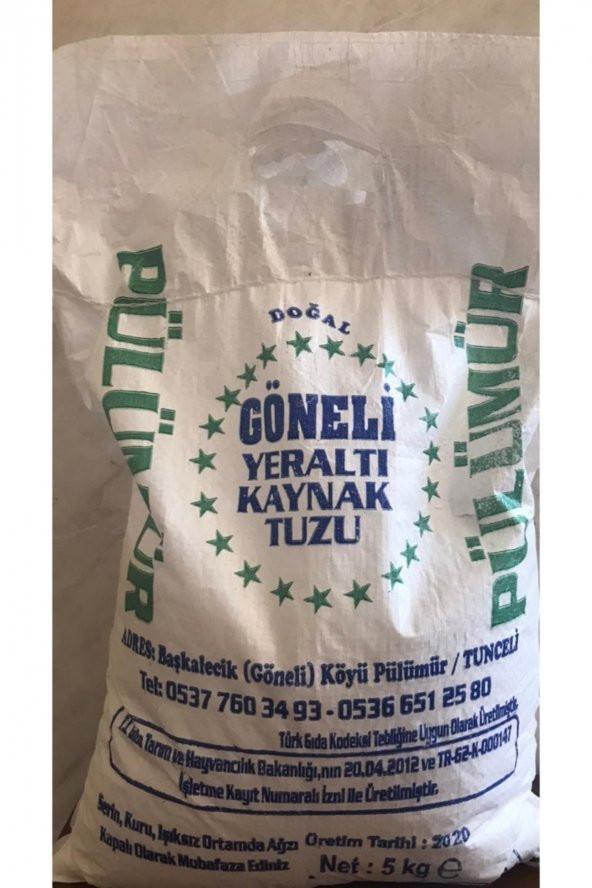 DOĞAL
PÜLÜMÜR
PÜLÜMÜR
GÖNELİ
YERALTI
KAYNAK
TUZU
ADRES: Başkalecik (Göneli) Köyü Pülümür / TUNCELİ
Tel: 0537 760 34 93 - 0536 651 25 80
Türk Gıda Kodeksi Tebliğine Uygun Olarak Üretilmiştir.
Tarım ve Hayvancılık Bakanlığı,nın 20.04.2012 ve TR-62-K-000147
İşletme Kayıt Numaralı İzni İle Üretilmiştir.
Serin, Kuru, Işıksız Ortamda Ağzı
Kapalı Olarak Muhafaza Ediniz
Üretim Tarihi : 2020
Net : 5 kg e